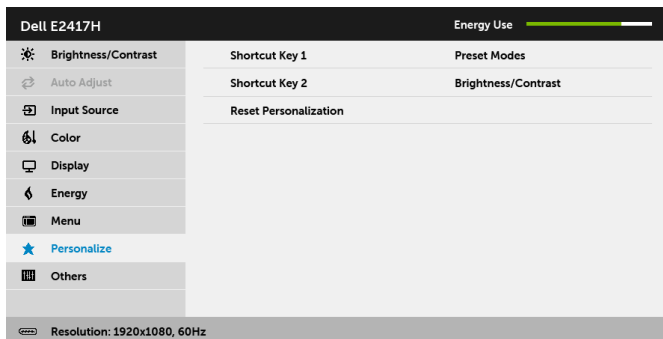 Dell E2417H Energy Use
Brightness/Contrast Shortcut Key 1 Preset Modes
Auto Adjust Shortcut Key 2 Brightness/Contrast
Input Source Reset Personalization
Color
Display
Energy
Menu
Personalize
Others
Resolution: 1920x1080, 60Hz